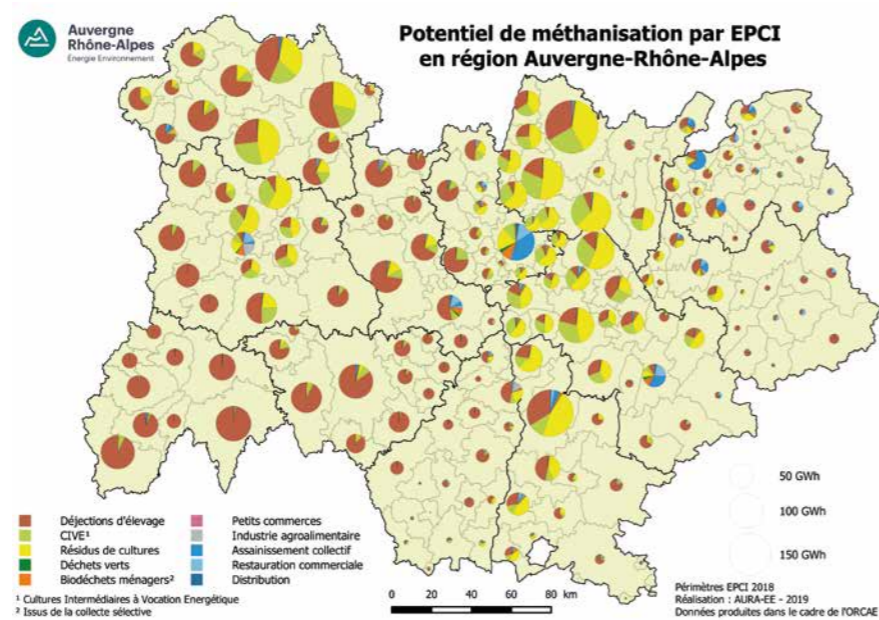 Auvergne
Rhône-Alpes
Énergie Environnement
Potentiel de méthanisation par EPCI
en région Auvergne-Rhône-Alpes
50 GWh
100 GWh
150 GWh
Déjections d'élevage
CIVE¹
Résidus de cultures
Déchets verts
Biodéchets ménagers²
Petits commerces
Industrie agroalimentaire
Assainissement collectif
Restauration commerciale
Distribution
¹ Cultures Intermédiaires à Vocation Energétique
² Issus de la collecte sélective
0 20 40 60 80 km
Périmètres EPCI 2018
Réalisation : AURA-EE - 2019
Données produites dans le cadre de l'ORCAE